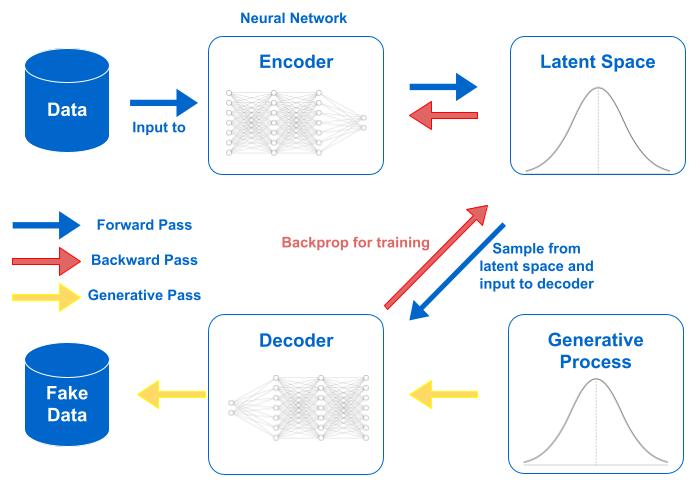 Neural Network
Encoder
Latent Space
Data
Input to
Forward Pass
Backward Pass
Generative Pass
Backprop for training
Sample from
latent space and
input to decoder
Decoder
Generative
Process
Fake
Data